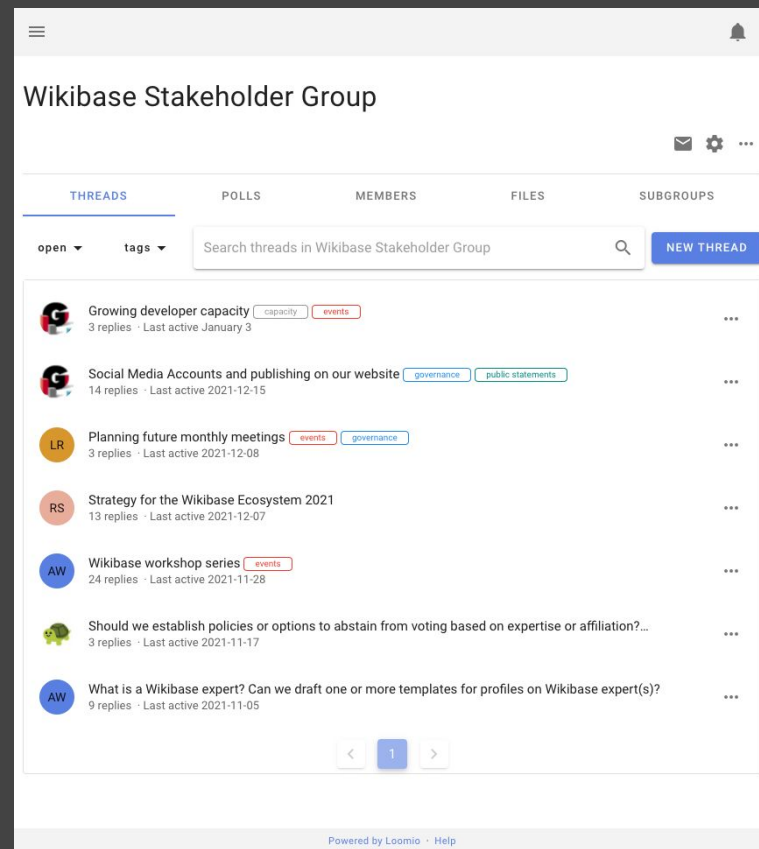 Wikibase Stakeholder Group
THREADS POLLS MEMBERS FILES SUBGROUPS
open tags Search threads in Wikibase Stakeholder Group NEW THREAD
G Growing developer capacity capacity events
3 replies · Last active January 3
G Social Media Accounts and publishing on our website governance public statements
14 replies · Last active 2021-12-15
LR Planning future monthly meetings events governance
3 replies · Last active 2021-12-08
RS Strategy for the Wikibase Ecosystem 2021
13 replies · Last active 2021-12-07
AW Wikibase workshop series events
24 replies · Last active 2021-11-28
Should we establish policies or options to abstain from voting based on expertise or affiliation?...
3 replies · Last active 2021-11-17
AW What is a Wikibase expert? Can we draft one or more templates for profiles on Wikibase expert(s)?
9 replies · Last active 2021-11-05
< 1 >
Powered by Loomio · Help